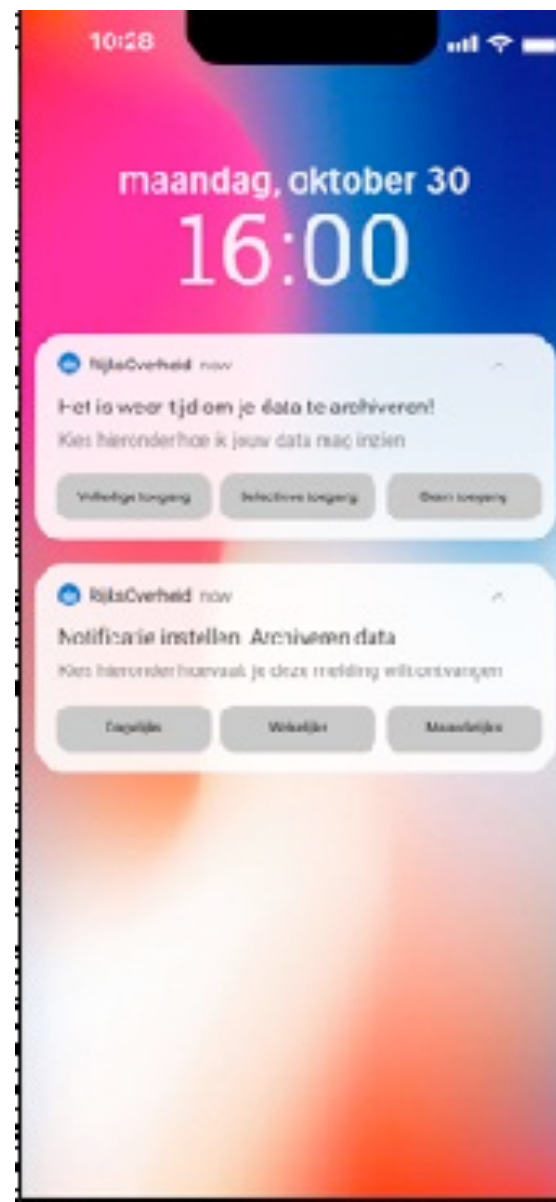 10:28
maandag, oktober 30
16:00
RijksOverheid now
Het is weer tijd om je data te archiveren!
Kies hieronder hoe ik jouw data mag inzien
Volledige toegang
Selectieve toegang
Geen toegang
RijksOverheid now
Notificatie instellen Archiveren data
Kies hieronder hoevaak je deze melding wilt ontvangen
Dagelijks
Wekelijks
Maandelijks